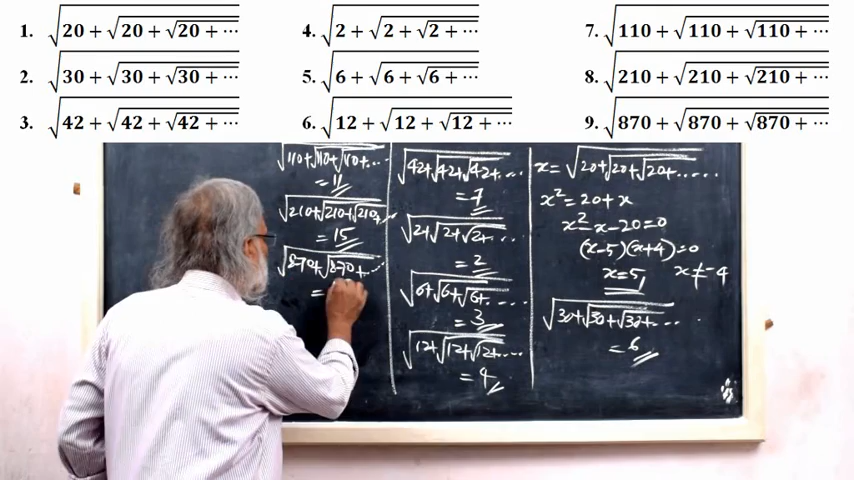 1. √20 + √20 + √20 + ⋯
4. √2 + √2 + √2 + ⋯
7. √110 + √110 + √110 + ⋯
2. √30 + √30 + √30 + ⋯
5. √6 + √6 + √6 + ⋯
8. √210 + √210 + √210 + ⋯
3. √42 + √42 + √42 + ⋯
6. √12 + √12 + √12 + ⋯
9. √870 + √870 + √870 + ⋯
√110+√110+√110+...
= 11
√210+√210+√210+...
= 15
√870+√870+...
=
√42+√42+√42+....
= 7
√2+√2+√2+...
= 2
√6+√6+√6+....
= 3
√12+√12+√12+....
= 4
x = √20+√20+√20+.....
x² = 20+x
x²-x-20=0
(x-5)(x+4)=0
x=5 x≠-4
√30+√30+√30+...
= 6